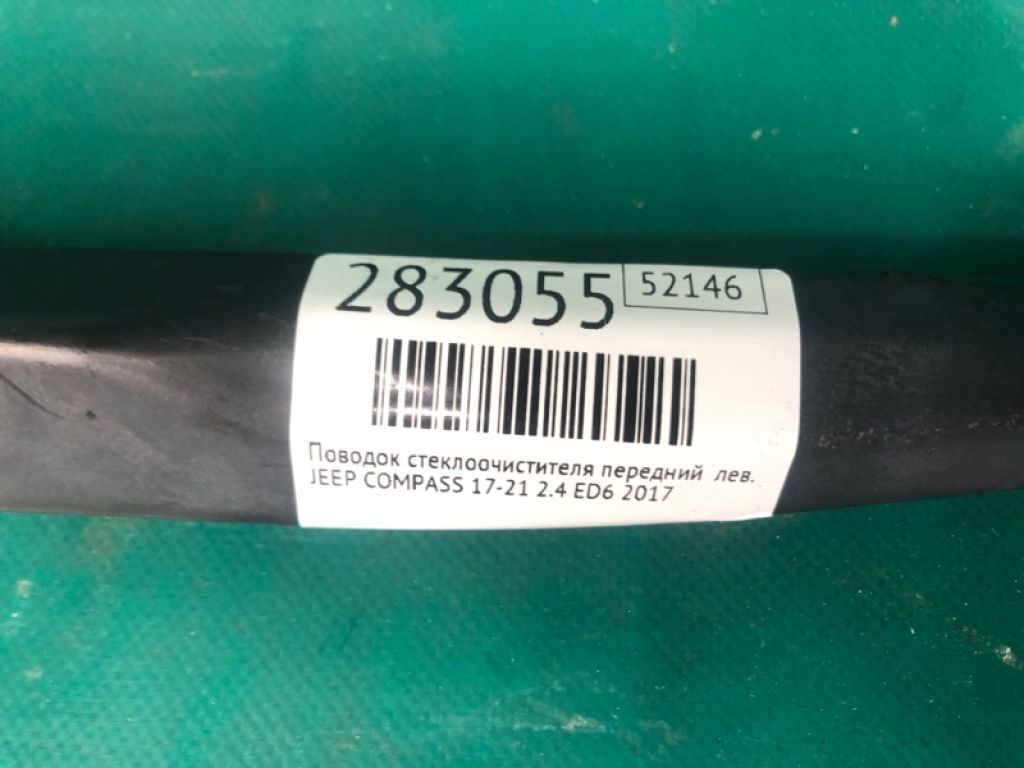 283055 52146
Поводок стеклоочистителя передний лев.
JEEP COMPASS 17-21 2.4 ED6 2017